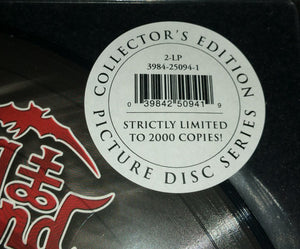 COLLECTOR'S EDITION
2-LP
3984-25094-1
0 39842 50941 9
STRICTLY LIMITED
TO 2000 COPIES!
PICTURE DISC SERIES